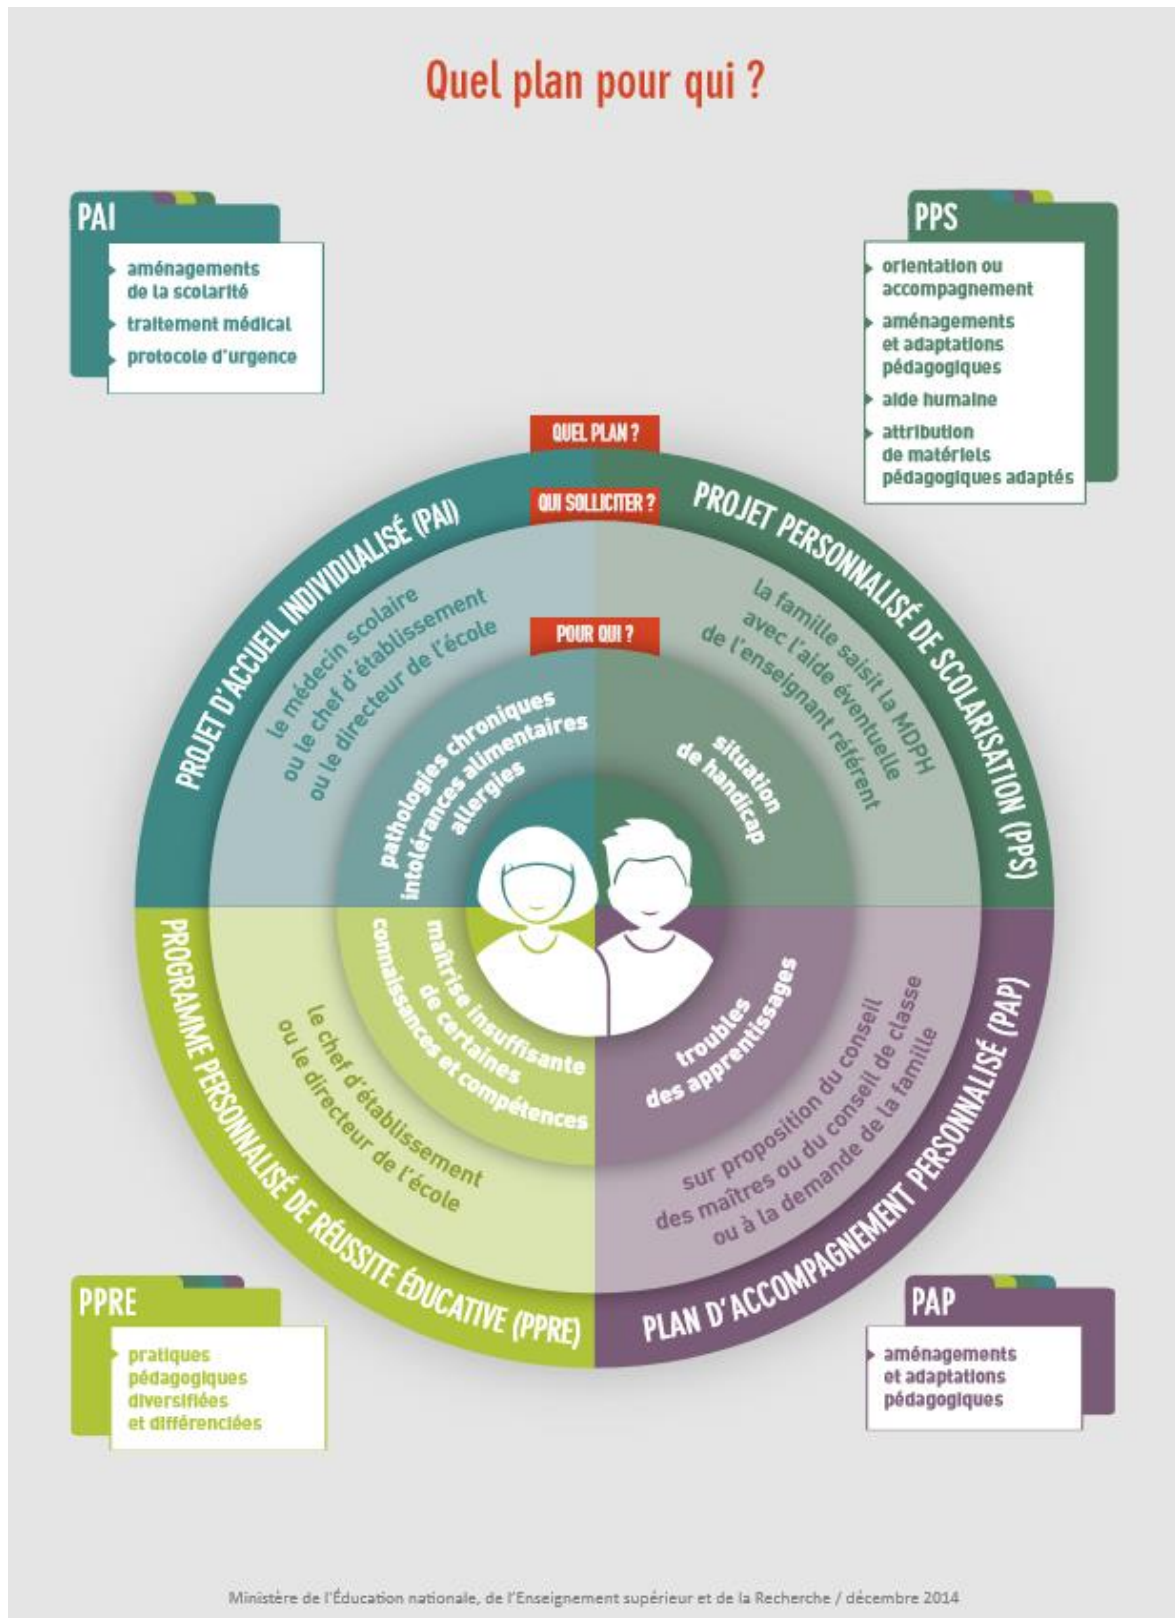 Quel plan pour qui ?
PAI
aménagements
de la scolarité
traitement médical
protocole d'urgence
PPS
orientation ou
accompagnement
aménagements
et adaptations
pédagogiques
aide humaine
attribution
de matériels
pédagogiques adaptés
QUEL PLAN ?
QUI SOLLICITER ?
POUR QUI ?
PROJET D'ACCUEIL INDIVIDUALISÉ (PAI)
le médecin scolaire
ou le chef d'établissement
ou le directeur de l'école
pathologies chroniques
intolérances alimentaires
allergies
PROJET PERSONNALISÉ DE SCOLARISATION (PPS)
la famille saisit la MDPH
avec l'aide éventuelle
de l'enseignant référent
situation
de handicap
PROGRAMME PERSONNALISÉ DE RÉUSSITE ÉDUCATIVE (PPRE)
le chef d'établissement
ou le directeur de l'école
maîtrise insuffisante
de certaines
connaissances et compétences
PLAN D'ACCOMPAGNEMENT PERSONNALISÉ (PAP)
sur proposition du conseil
des maîtres ou du conseil de classe
ou à la demande de la famille
troubles
des apprentissages
PPRE
pratiques
pédagogiques
diversifiées
et différenciées
PAP
aménagements
et adaptations
pédagogiques
Ministère de l'Éducation nationale, de l'Enseignement supérieur et de la Recherche / décembre 2014